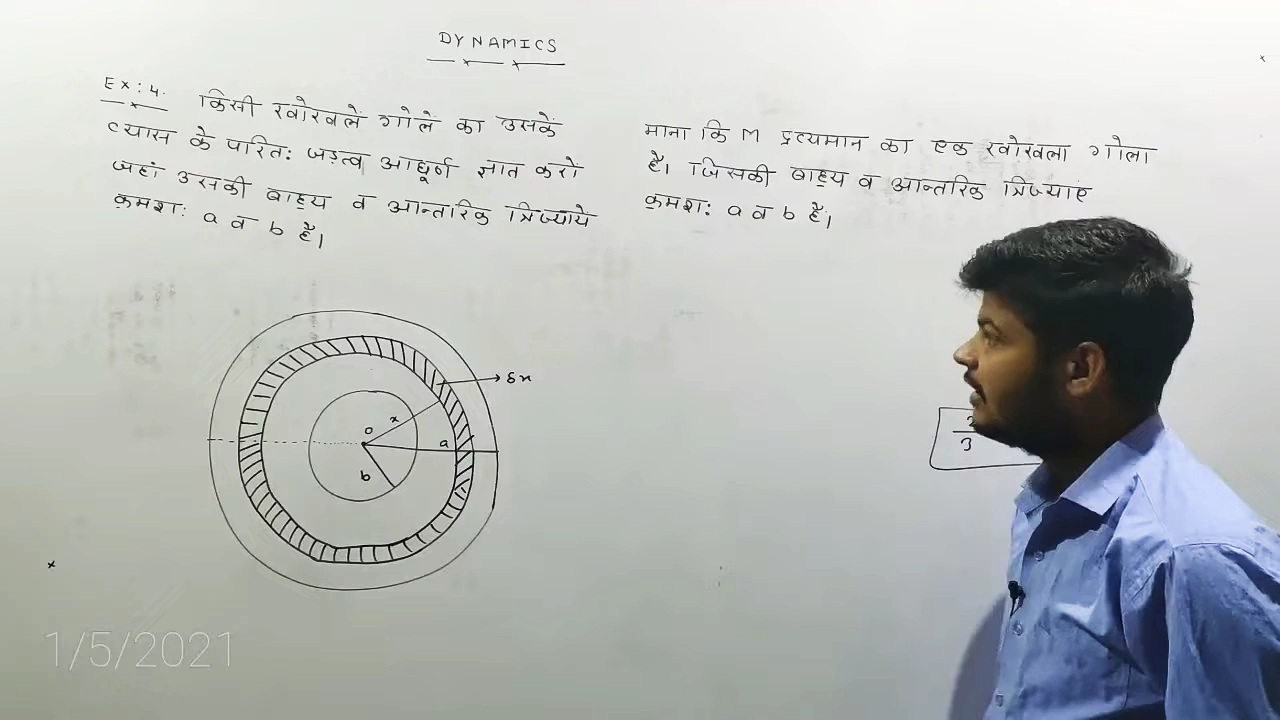 DYNAMICS
Ex: 4. किसी खोखलें गोलें का उसकें
व्यास के परित: जड़त्व आघूर्ण ज्ञात करों
जहां उसकी बाह्य व आन्तरिक त्रिज्यायें
क्रमश: a व b है।
माना कि M द्रव्यमान का एक खोखला गोला
है। जिसकी बाह्य व आन्तरिक त्रिज्याएं
क्रमश: a व b है।
δx
x
o
a
b
3
1/5/2021